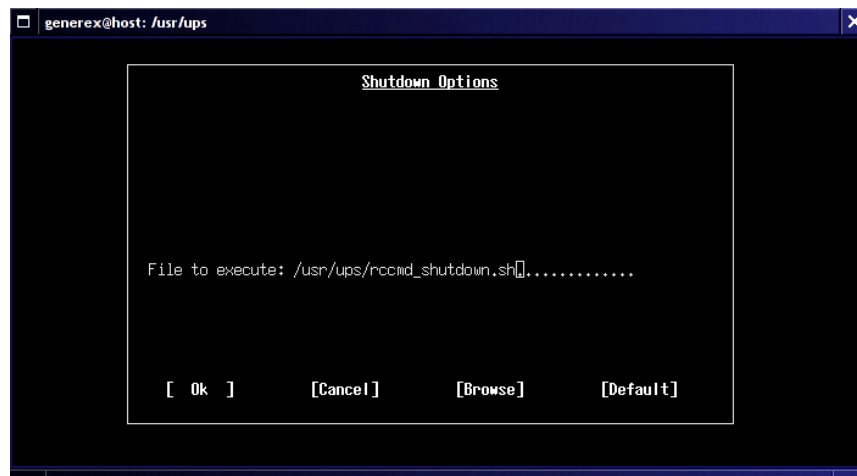 generex@host: /usr/ups
Shutdown Options
File to execute: /usr/ups/rccmd_shutdown.sh..............
[ Ok ] [Cancel] [Browse] [Default]